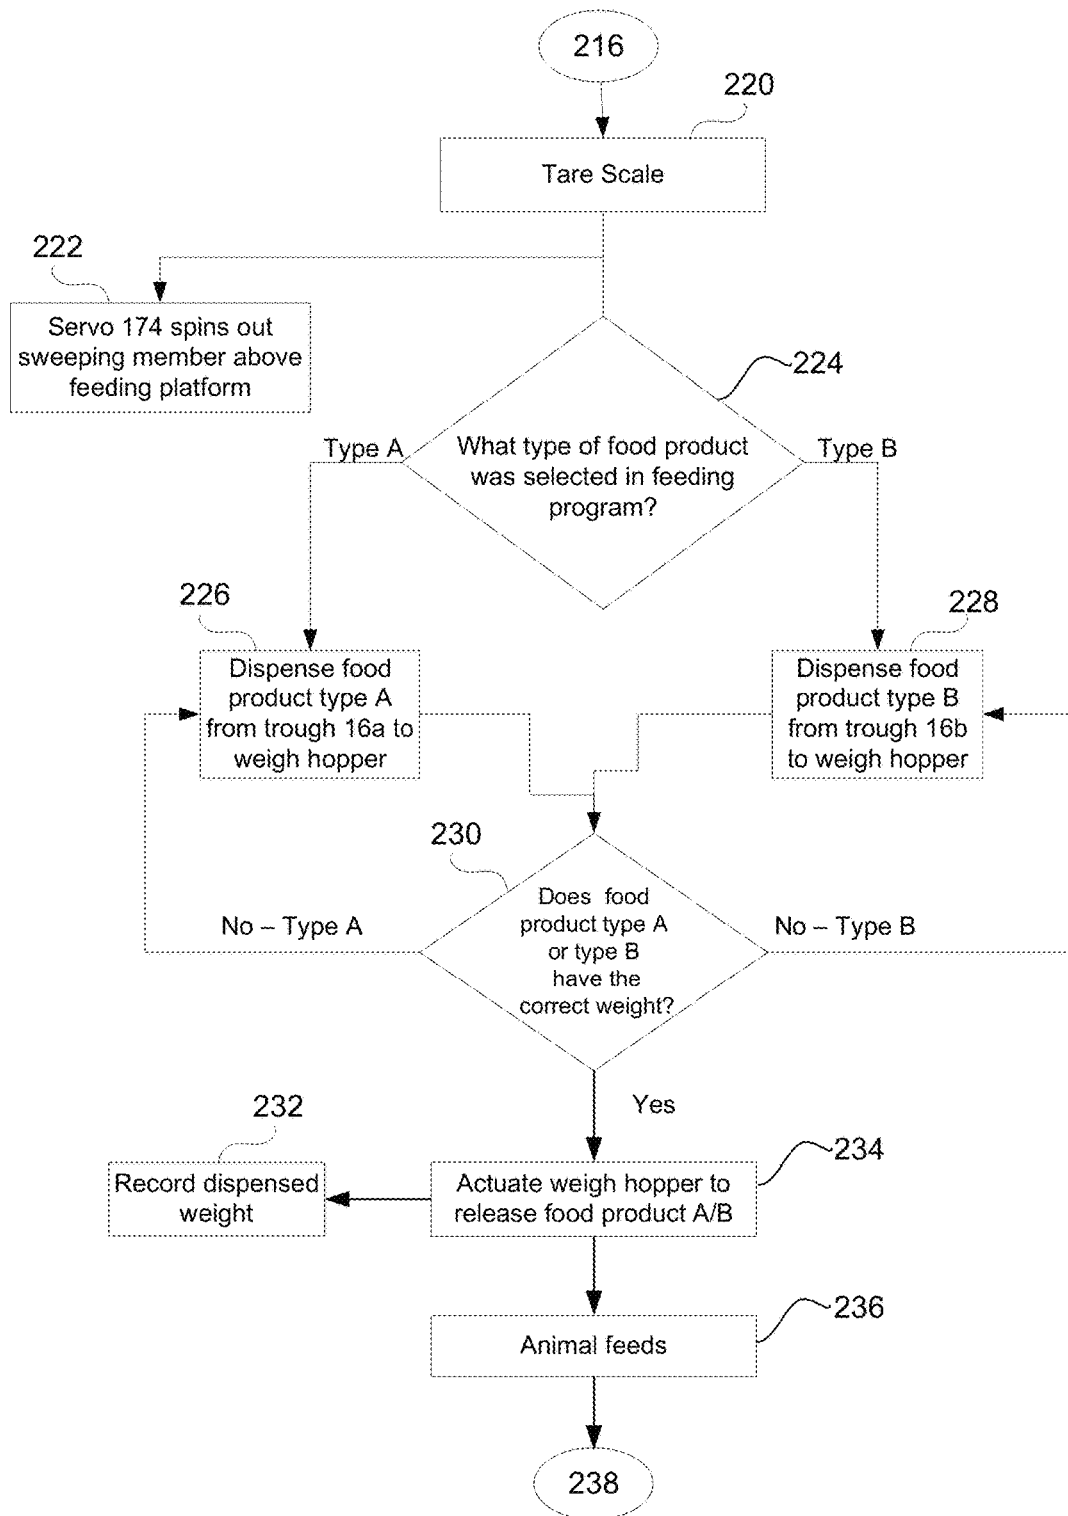 216
220
Tare Scale
222
Servo 174 spins out
sweeping member above
feeding platform
224
What type of food product
was selected in feeding
program?
Type A
Type B
226
Dispense food
product type A
from trough 16a to
weigh hopper
228
Dispense food
product type B
from trough 16b
to weigh hopper
230
Does food
product type A
or type B
have the
correct weight?
No – Type A
No – Type B
Yes
232
Record dispensed
weight
234
Actuate weigh hopper to
release food product A/B
236
Animal feeds
238